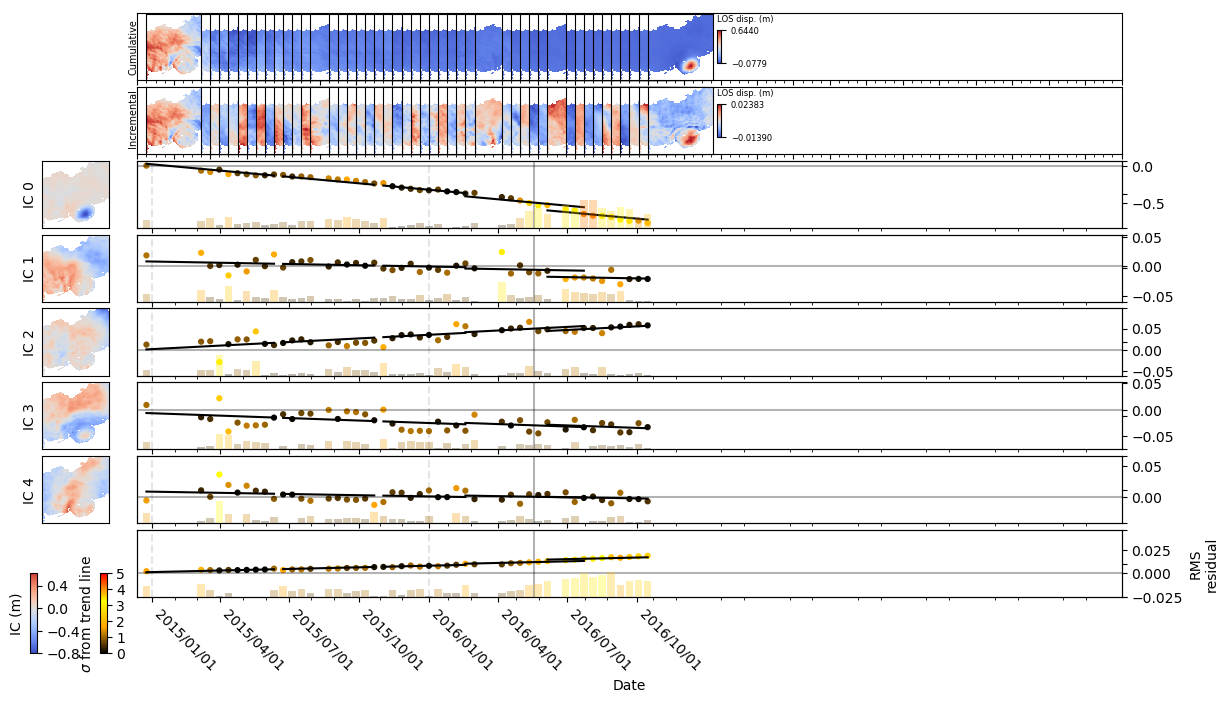 Cumulative
LOS disp. (m)
0.6440
−0.0779
Incremental
LOS disp. (m)
0.02383
−0.01390
IC 0
0.0
−0.5
IC 1
0.05
0.00
−0.05
IC 2
0.05
0.00
−0.05
IC 3
0.05
0.00
−0.05
IC 4
0.05
0.00
0.025
0.000
−0.025
RMS
residual
IC (m)
0.4
0.0
−0.4
−0.8
σ from trend line
5
4
3
2
1
0
2015/01/01
2015/04/01
2015/07/01
2015/10/01
2016/01/01
2016/04/01
2016/07/01
2016/10/01
Date